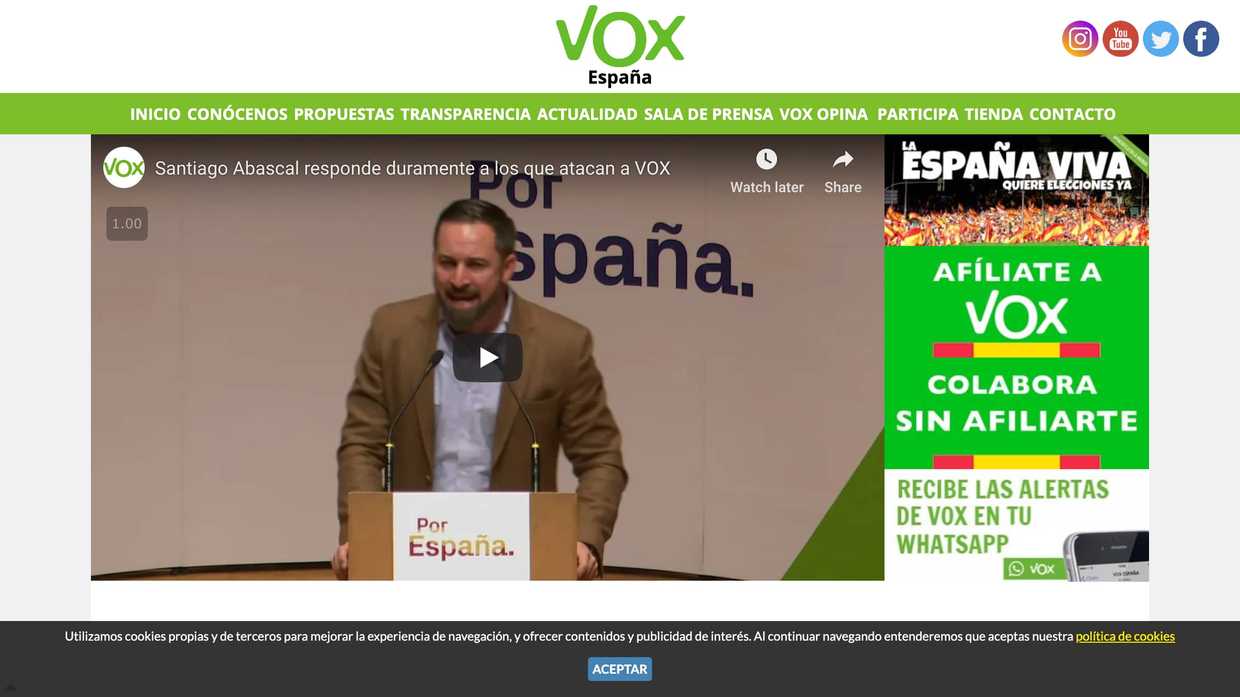 VOX
España
You
Tube
INICIO CONÓCENOS PROPUESTAS TRANSPARENCIA ACTUALIDAD SALA DE PRENSA VOX OPINA PARTICIPA TIENDA CONTACTO
VOX
Santiago Abascal responde duramente a los que atacan a VOX
Watch later
Share
1.00
Por
España.
Por
España.
LA
ESPAÑA VIVA
QUIERE ELECCIONES YA
AFÍLIATE A
VOX
COLABORA
SIN AFILIARTE
RECIBE LAS ALERTAS
DE VOX EN TU
WHATSAPP
VOX
Utilizamos cookies propias y de terceros para mejorar la experiencia de navegación, y ofrecer contenidos y publicidad de interés. Al continuar navegando entenderemos que aceptas nuestra política de cookies
ACEPTAR